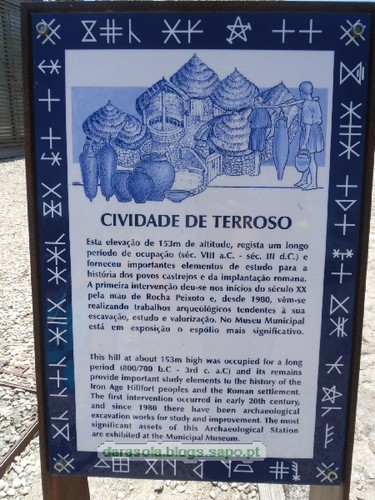 CIVIDADE DE TERROSO
Esta elevação de 153m de altitude, regista um longo
período de ocupação (séc. VIII a.C. - séc. III d.C.) e
forneceu importantes elementos de estudo para a
história dos povos castrejos e da implantação romana.
A primeira intervenção deu-se nos inícios do século XX
pela mão de Rocha Peixoto e, desde 1980, vêm-se
realizando trabalhos arqueológicos tendentes à sua
escavação, estudo e valorização. No Museu Municipal
está em exposição o espólio mais significativo.
This hill at about 153m high was occupied for a long
period (800/700 b.C - 3rd c. a.C) and its remains
provide important study elements to the history of the
Iron Age Hillfort peoples and the Roman settlement.
The first intervention occurred in early 20th century,
and since 1980 there have been archaeological
excavation works for study and improvement. The most
significant assets of this Archaeological Station
are exhibited at the Municipal Museum.
darasola.blogs.sapo.pt